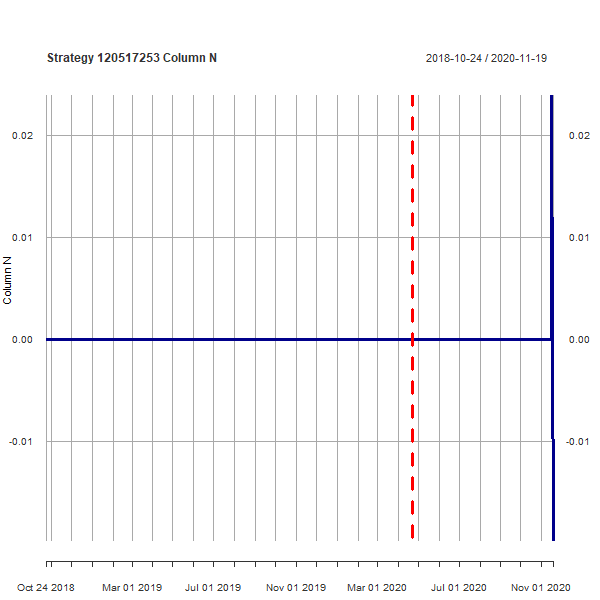 Strategy 120517253 Column N
2018-10-24 / 2020-11-19
0.02
0.02
0.01
0.01
Column N
0.00
0.00
-0.01
-0.01
Oct 24 2018
Mar 01 2019
Jul 01 2019
Nov 01 2019
Mar 01 2020
Jul 01 2020
Nov 01 2020